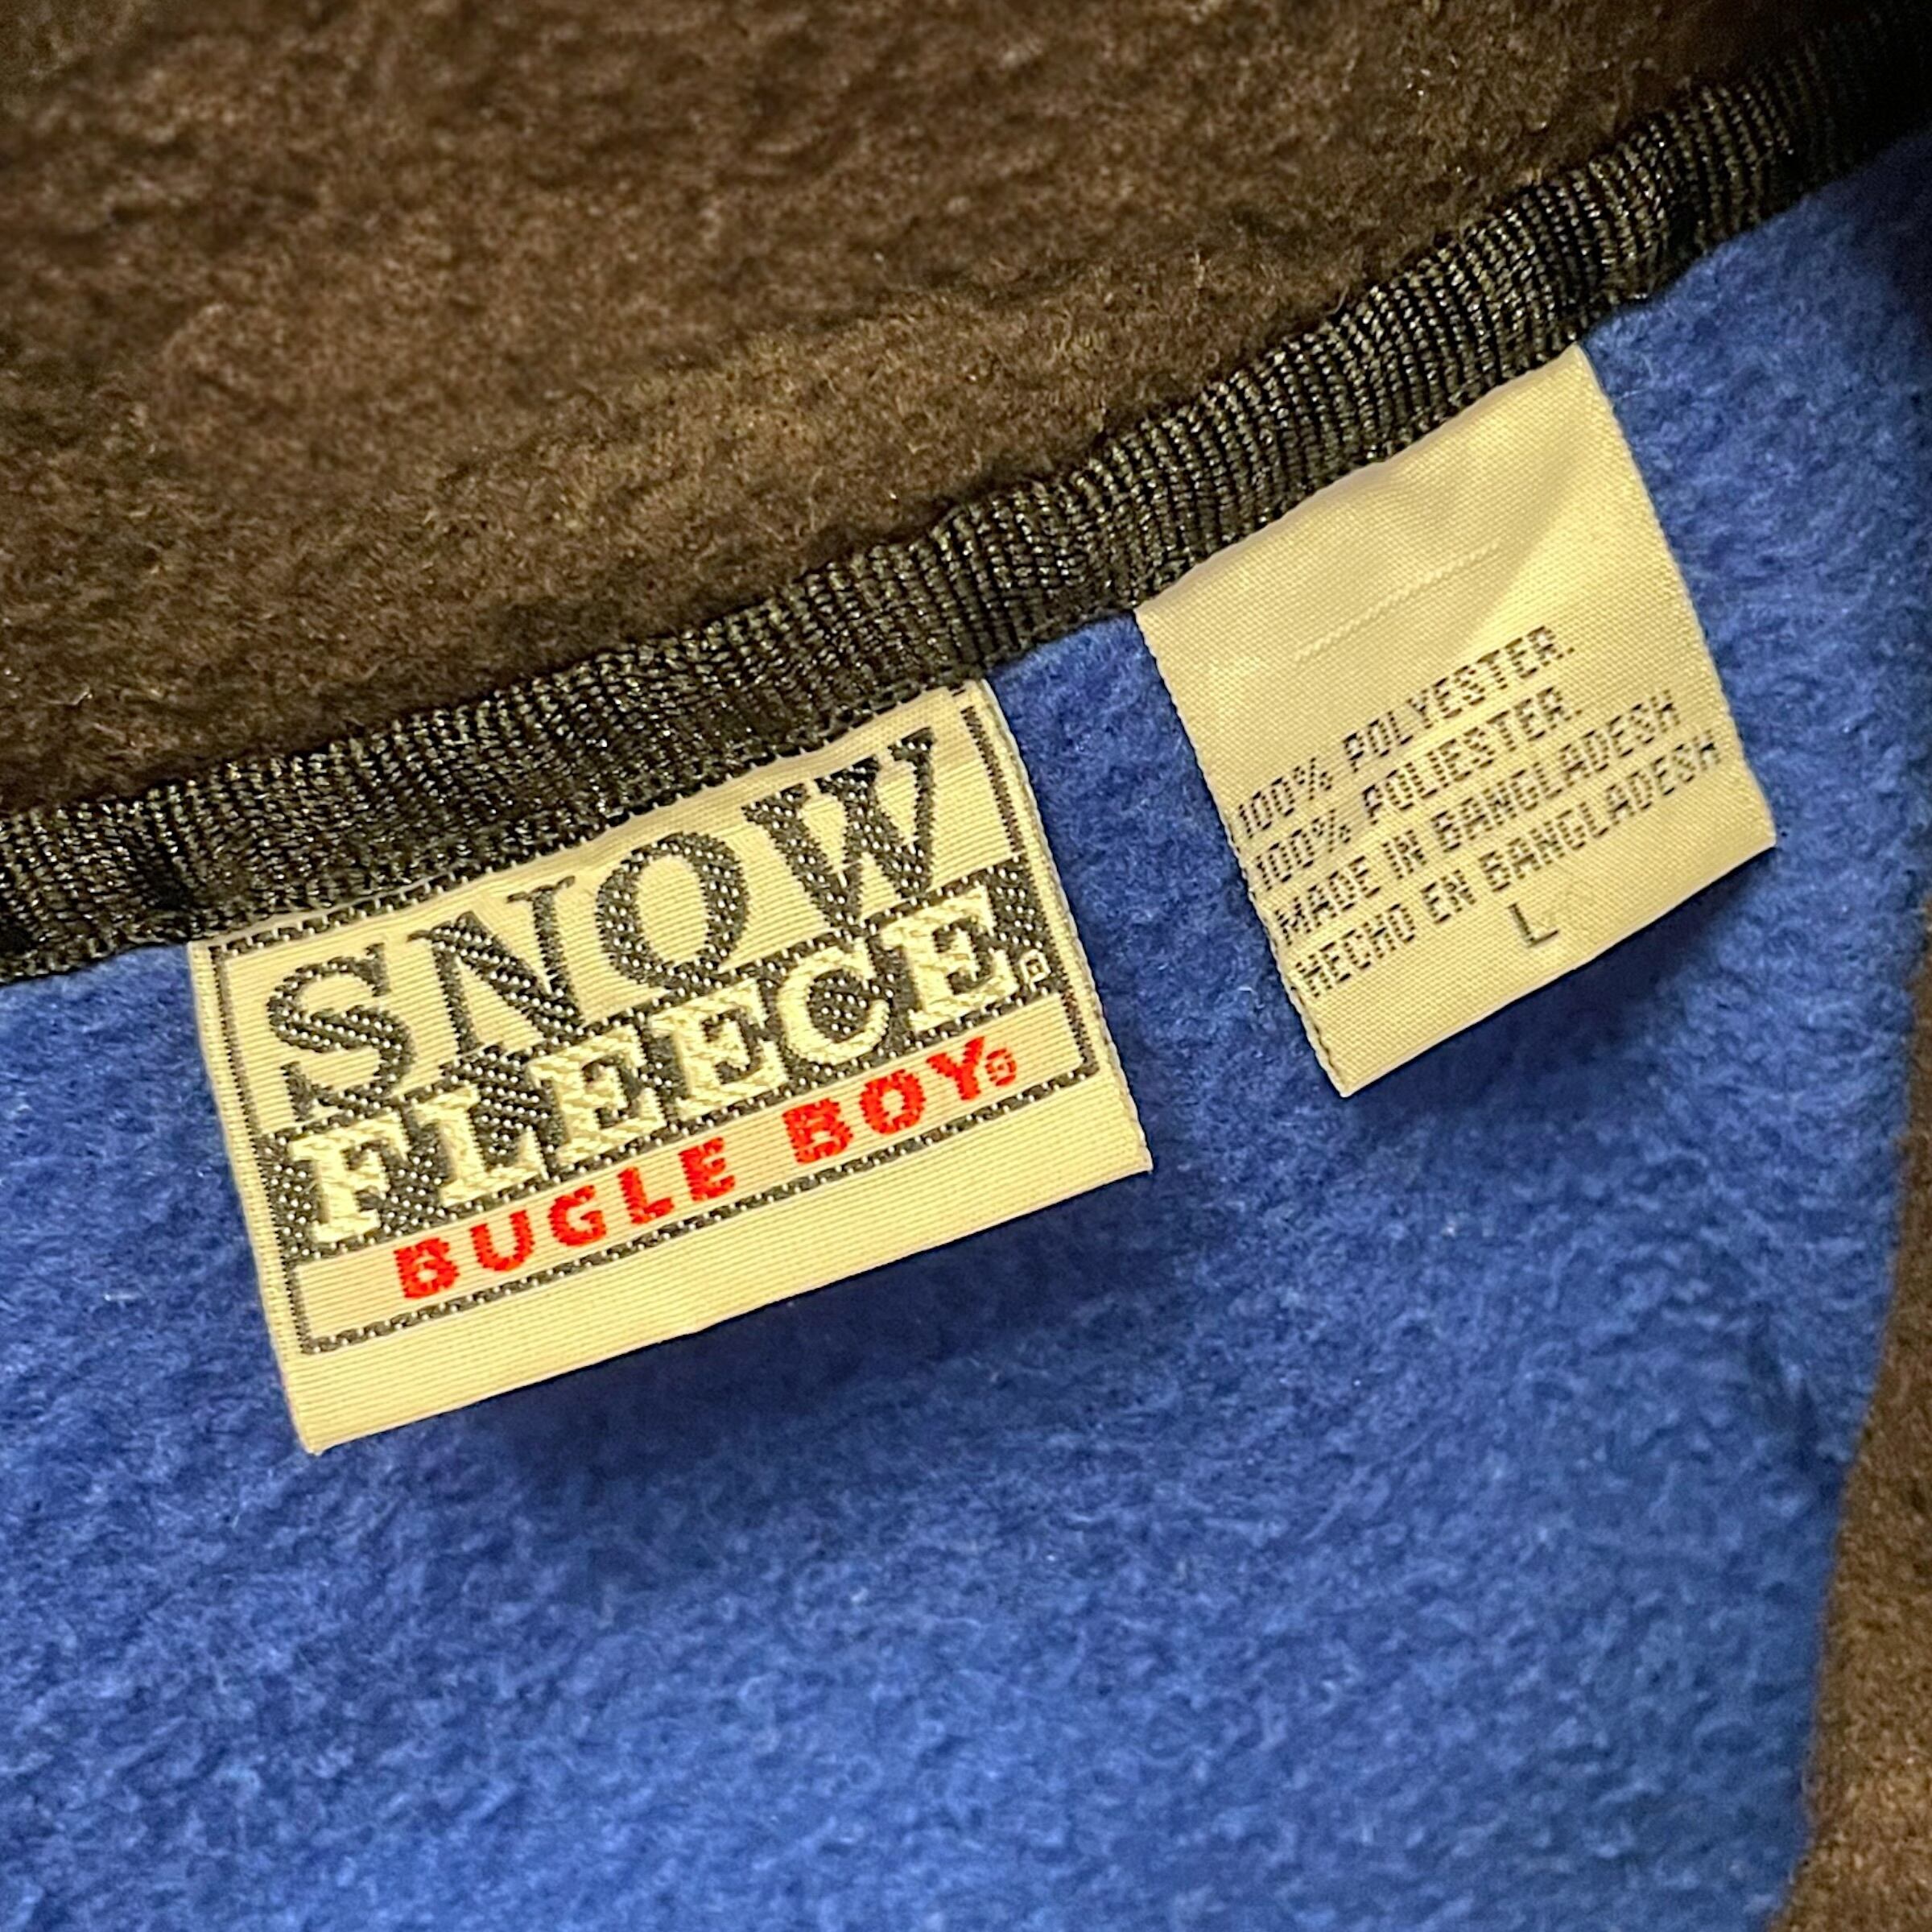 SNOW
FLEECE®
BUGLE BOY®
100% POLYESTER.
100% POLIESTER.
MADE IN BANGLADESH
HECHO EN BANGLADESH
L